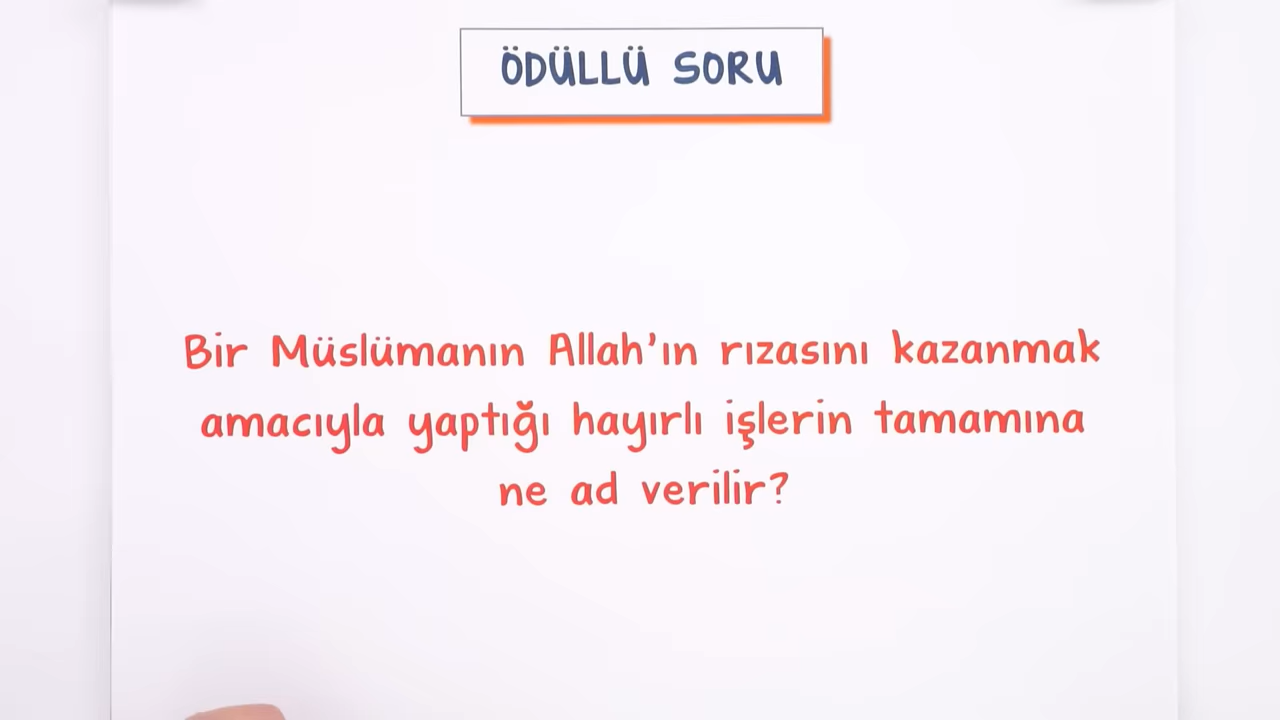 ÖDÜLLÜ SORU
Bir Müslümanın Allah'ın rızasını kazanmak
amacıyla yaptığı hayırlı işlerin tamamına
ne ad verilir?